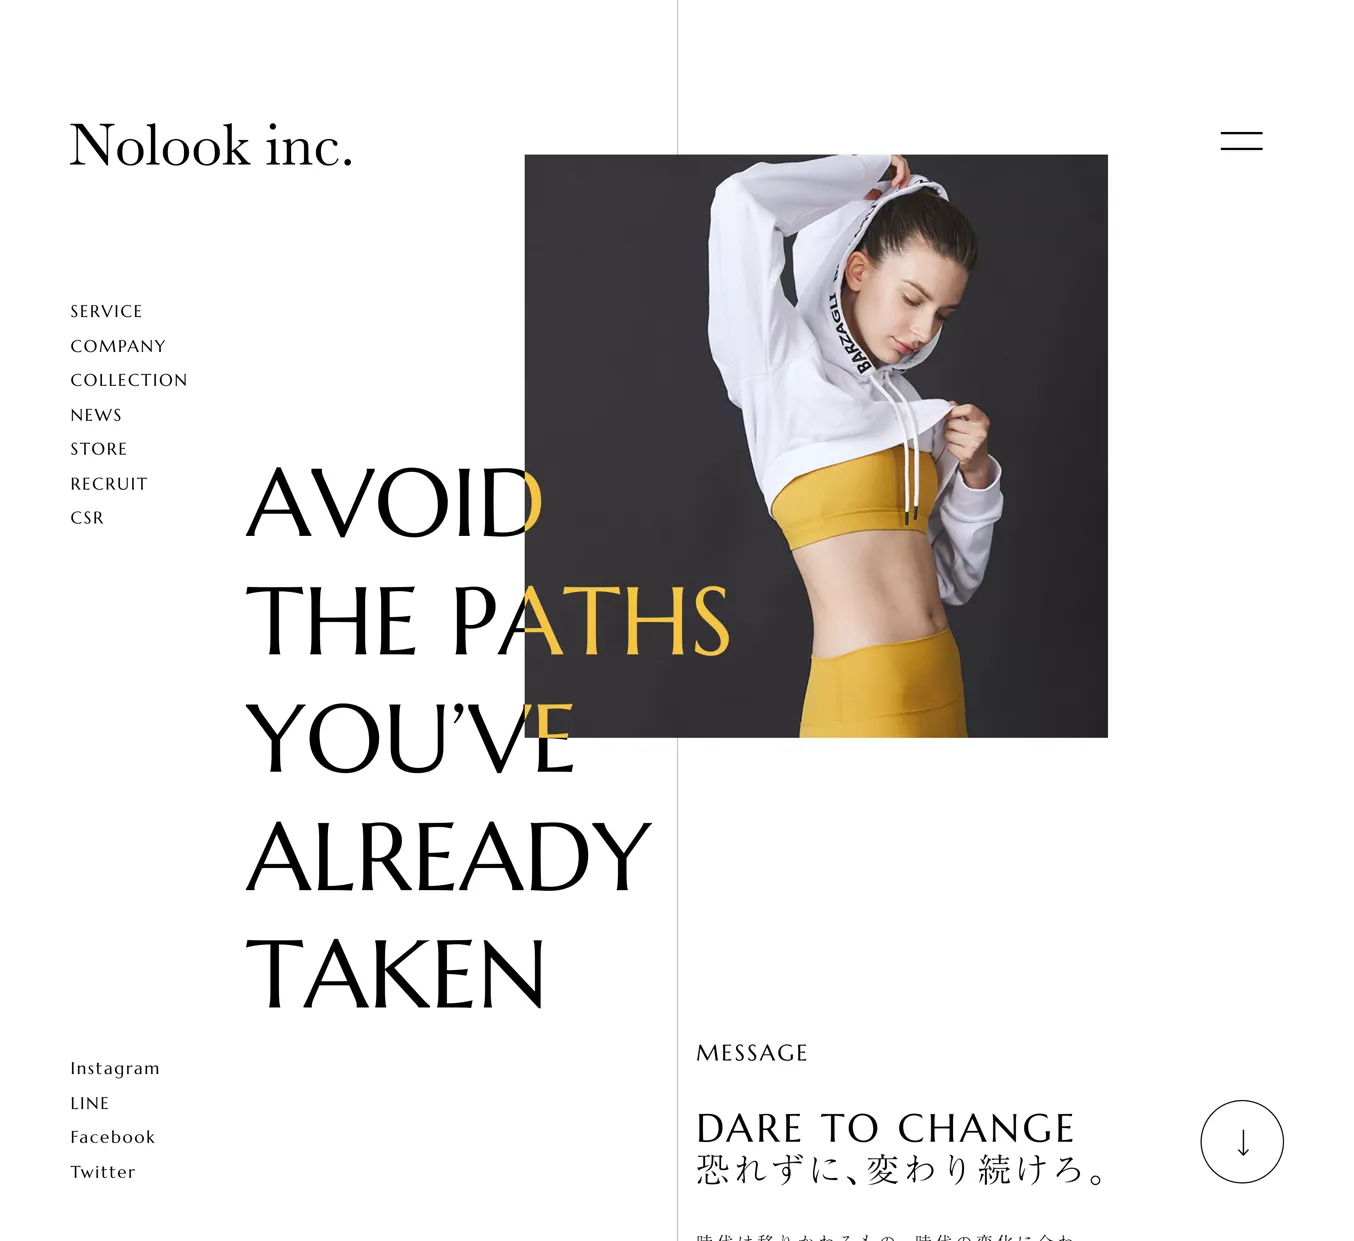 Nolook inc.
SERVICE
COMPANY
COLLECTION
NEWS
STORE
RECRUIT
CSR
BARZAGLI
AVOID
THE PATHS
YOU’VE
ALREADY
TAKEN
Instagram
LINE
Facebook
Twitter
MESSAGE
DARE TO CHANGE
恐れずに、変わり続けろ。